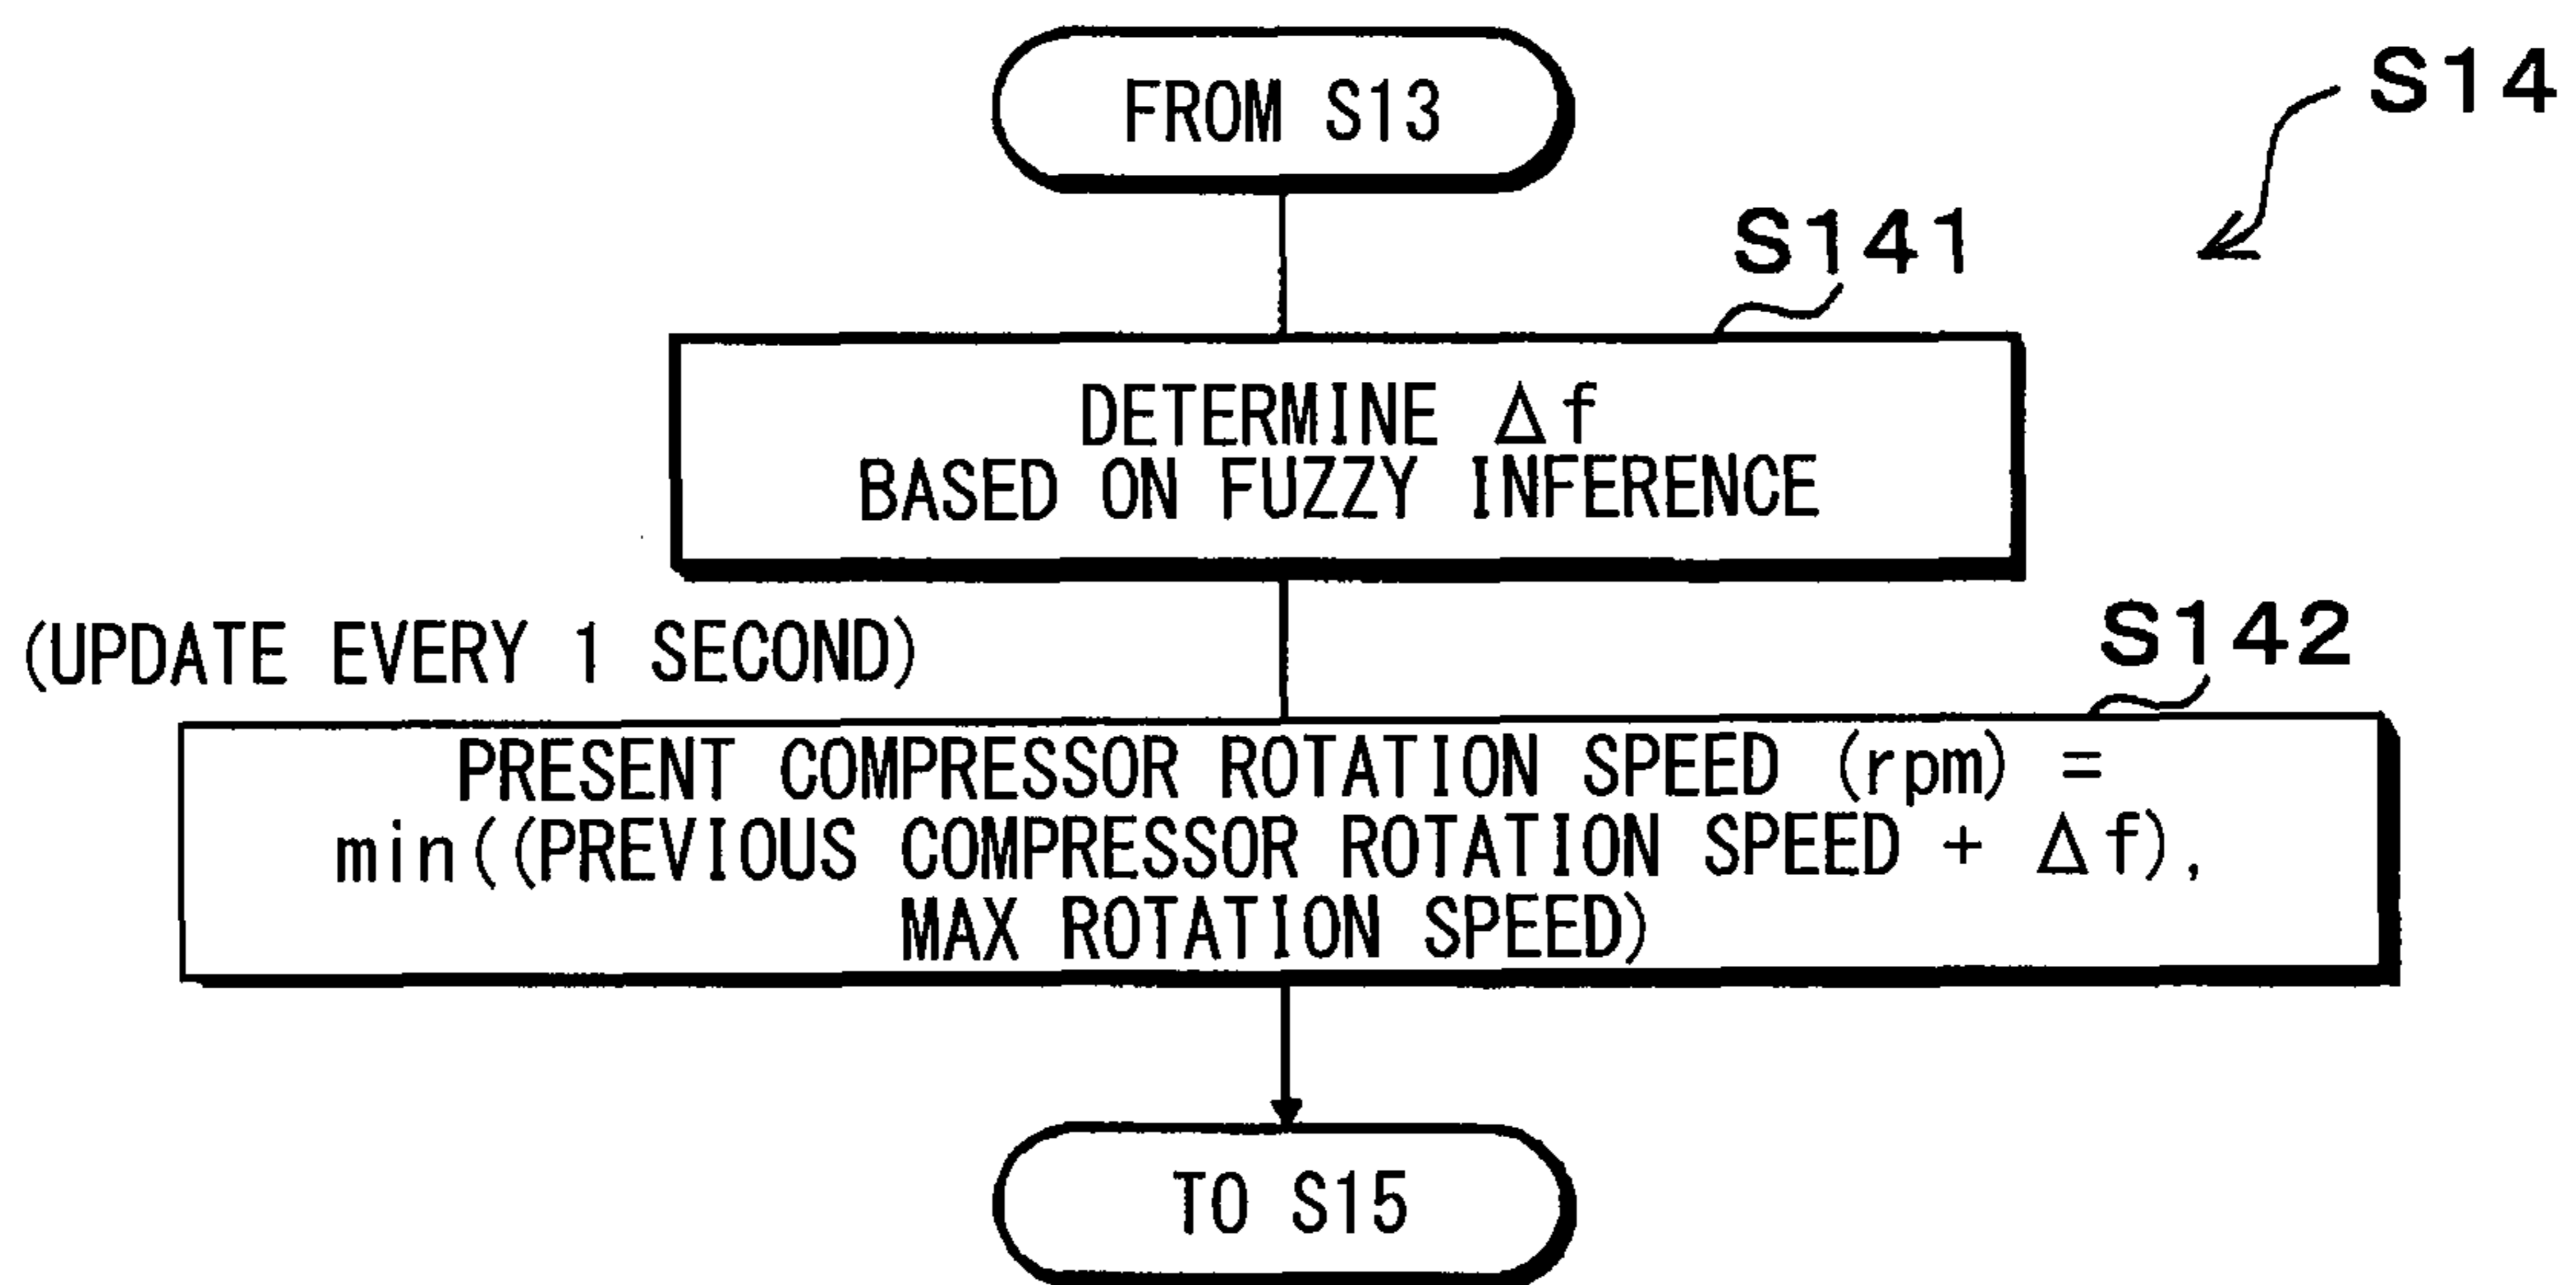 FROM S13
S14
S141
DETERMINE Δf
BASED ON FUZZY INFERENCE
(UPDATE EVERY 1 SECOND)
S142
PRESENT COMPRESSOR ROTATION SPEED (rpm) =
min((PREVIOUS COMPRESSOR ROTATION SPEED + Δf),
MAX ROTATION SPEED)
TO S15